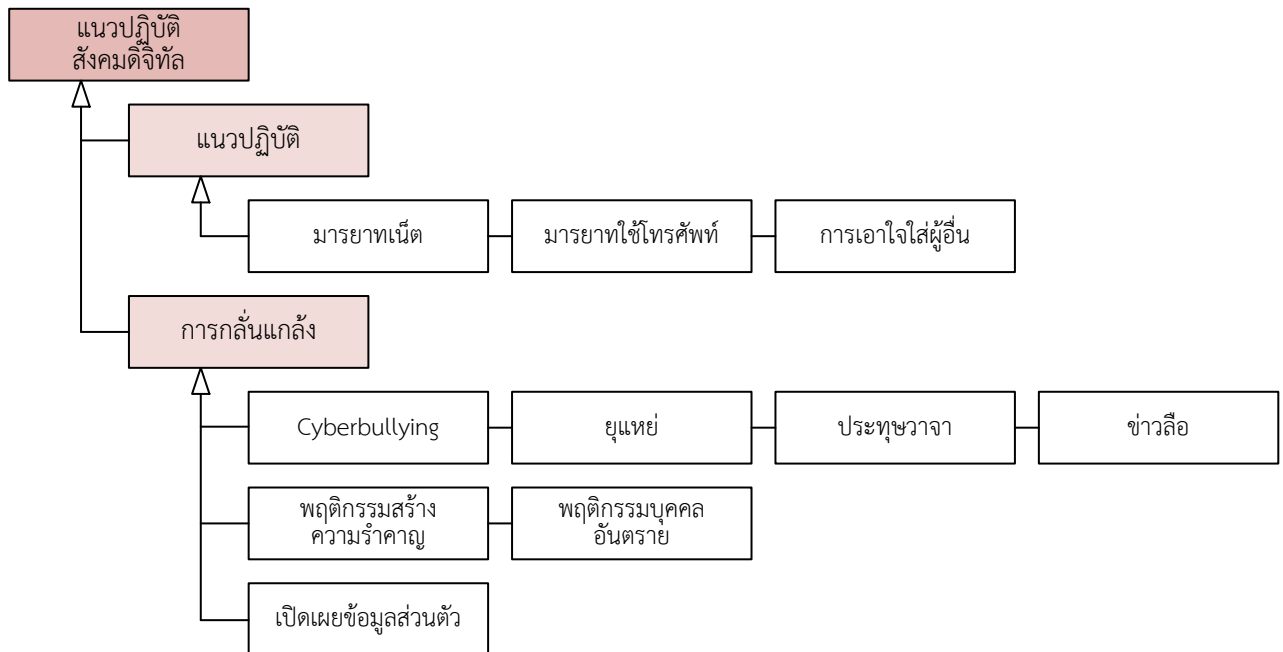 แนวปฏิบัติ
สังคมดิจิทัล
แนวปฏิบัติ
มารยาทเน็ต
มารยาทใช้โทรศัพท์
การเอาใจใส่ผู้อื่น
การกลั่นแกล้ง
Cyberbullying
ยุแหย่
ประทุษวาจา
ข่าวลือ
พฤติกรรมสร้าง
ความรำคาญ
พฤติกรรมบุคคล
อันตราย
เปิดเผยข้อมูลส่วนตัว